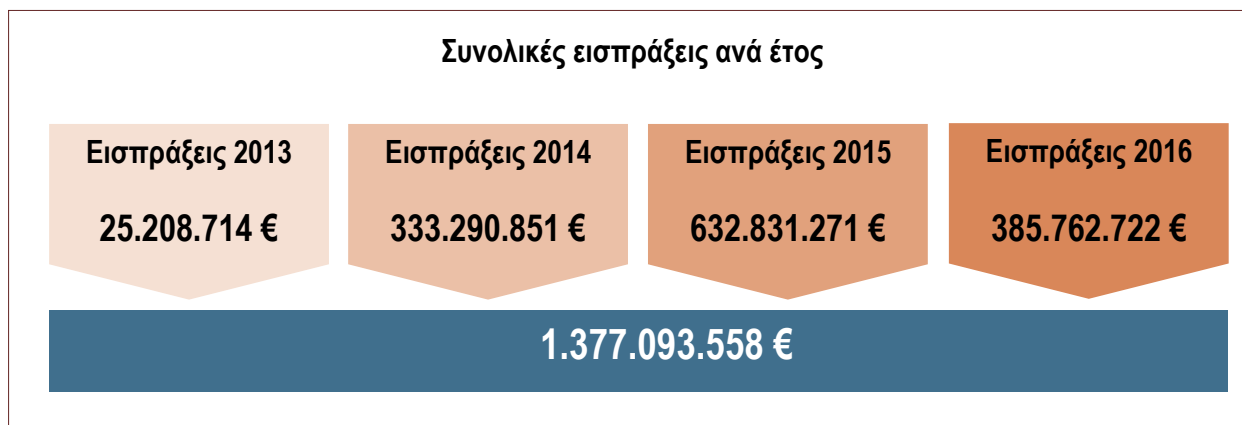 Συνολικές εισπράξεις ανά έτος
Εισπράξεις 2013
25.208.714 €
Εισπράξεις 2014
333.290.851 €
Εισπράξεις 2015
632.831.271 €
Εισπράξεις 2016
385.762.722 €
1.377.093.558 €